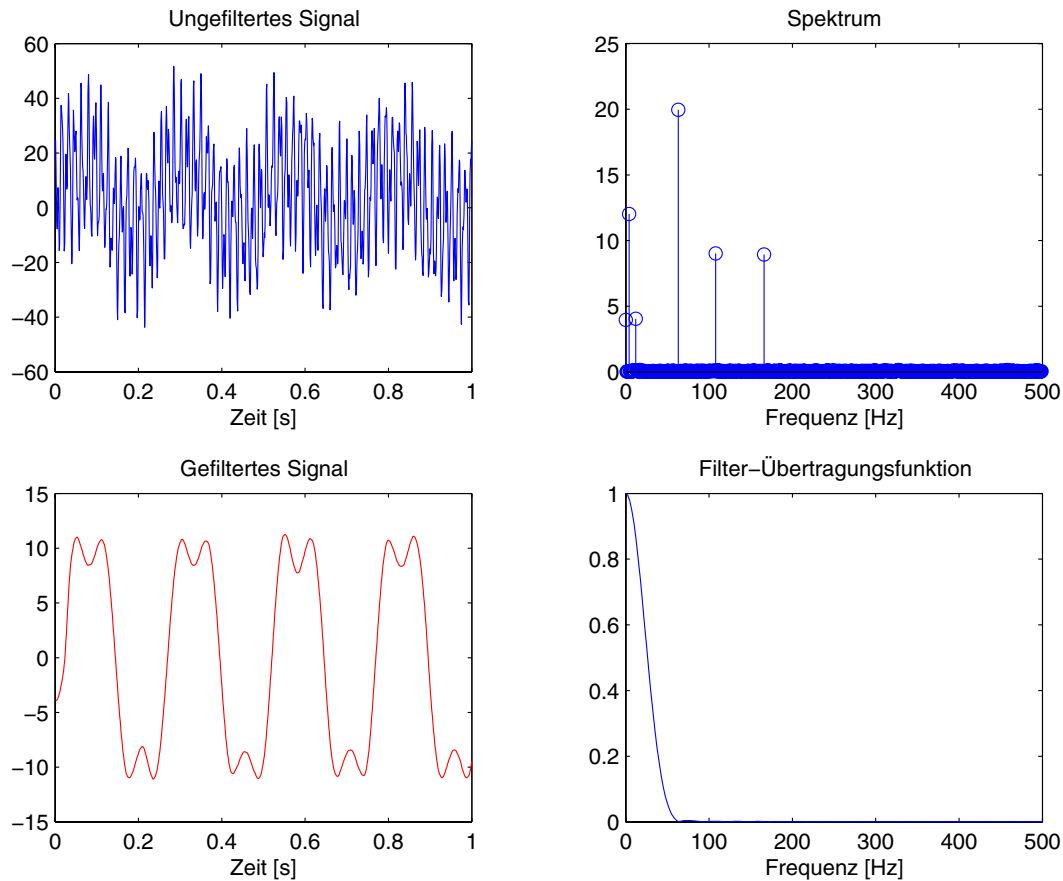 Ungefiltertes Signal
60
40
20
0
−20
−40
−60
0 0.2 0.4 0.6 0.8 1
Zeit [s]
Spektrum
25
20
15
10
5
0
0 100 200 300 400 500
Frequenz [Hz]
Gefiltertes Signal
15
10
5
0
−5
−10
−15
0 0.2 0.4 0.6 0.8 1
Zeit [s]
Filter−Übertragungsfunktion
1
0.8
0.6
0.4
0.2
0
0 100 200 300 400 500
Frequenz [Hz]